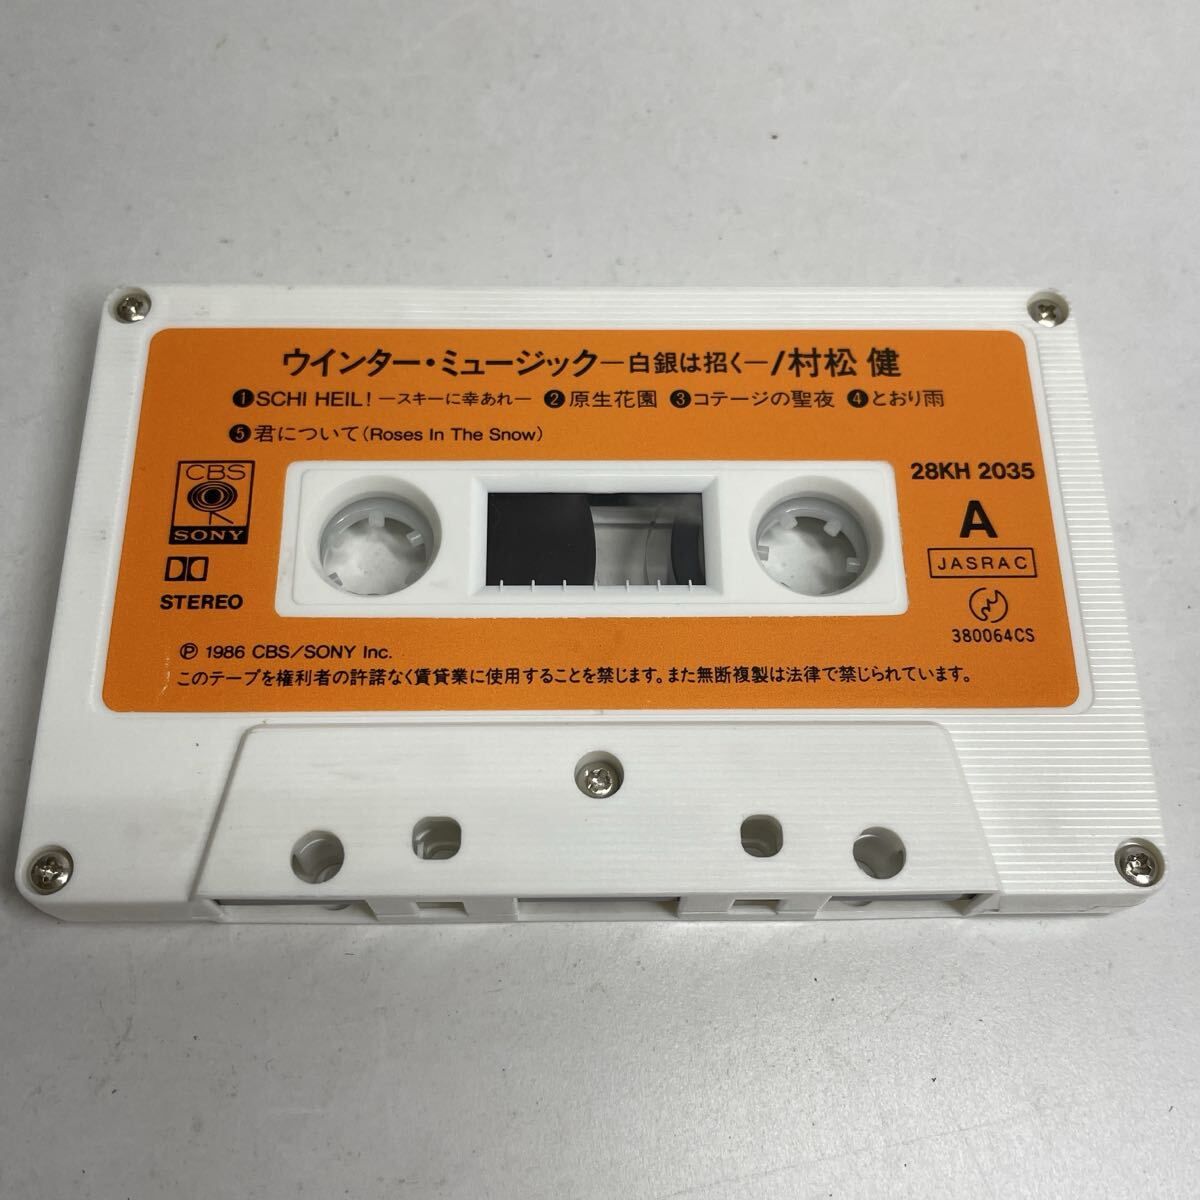 ウインター・ミュージック ー白銀は招くー/村松 健
❶SCHI HEIL! ースキーに幸あれー ❷原生花園 ❸コテージの聖夜 ❹とおり雨
❺君について(Roses In The Snow)
CBS
SONY
STEREO
28KH 2035
A
JASRAC
380064CS
℗ 1986 CBS/SONY Inc.
このテープを権利者の許諾なく賃貸業に使用することを禁じます。また無断複製は法律で禁じられています。